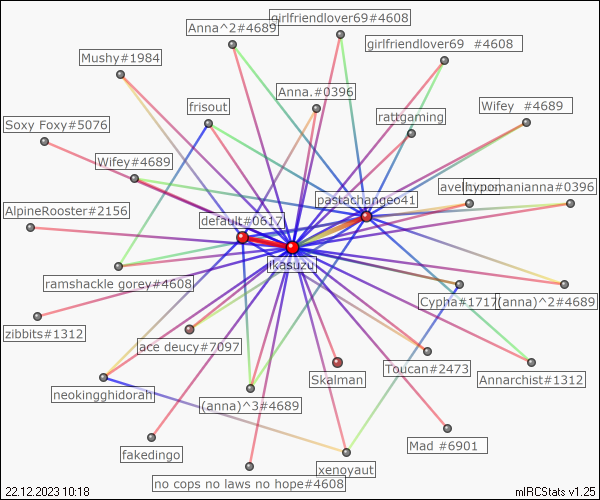 girlfriendlover69#4608
Anna^2#4689
girlfriendlover69 #4608
Mushy#1984
Anna.#0396
frisout
rattgaming
Wifey #4689
Soxy Foxy#5076
Wifey#4689
pastachangeo41
AlpineRooster#2156
default#0617
ikasuzu
ramshackle gorey#4608
Cypha#1717
(anna)^2#4689
zibbits#1312
ace deucy#7097
Toucan#2473
Skalman
Annarchist#1312
neokingghidorah
(anna)^3#4689
Mad #6901
fakedingo
xenoyaut
no cops no laws no hope#4608
22.12.2023 10:18
mIRCStats v1.25